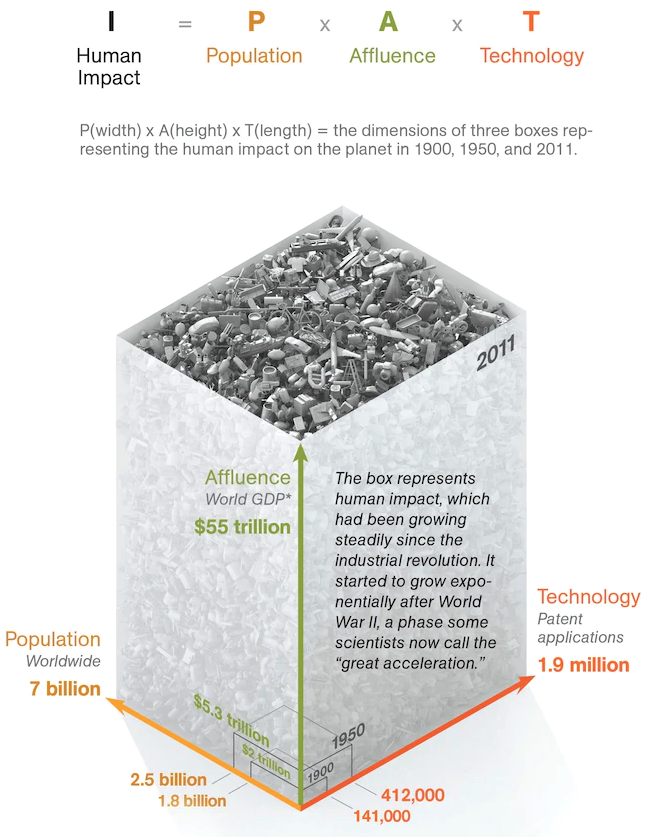 I = P x A x T
Human Impact
Population
Affluence
Technology
P(width) x A(height) x T(length) = the dimensions of three boxes rep-
resenting the human impact on the planet in 1900, 1950, and 2011.
2011
Affluence
World GDP*
$55 trillion
The box represents
human impact, which
had been growing
steadily since the
industrial revolution. It
started to grow expo-
nentially after World
War II, a phase some
scientists now call the
“great acceleration.”
Technology
Patent
applications
1.9 million
Population
Worldwide
7 billion
$5.3 trillion
1950
$2 trillion
1900
2.5 billion
1.8 billion
412,000
141,000